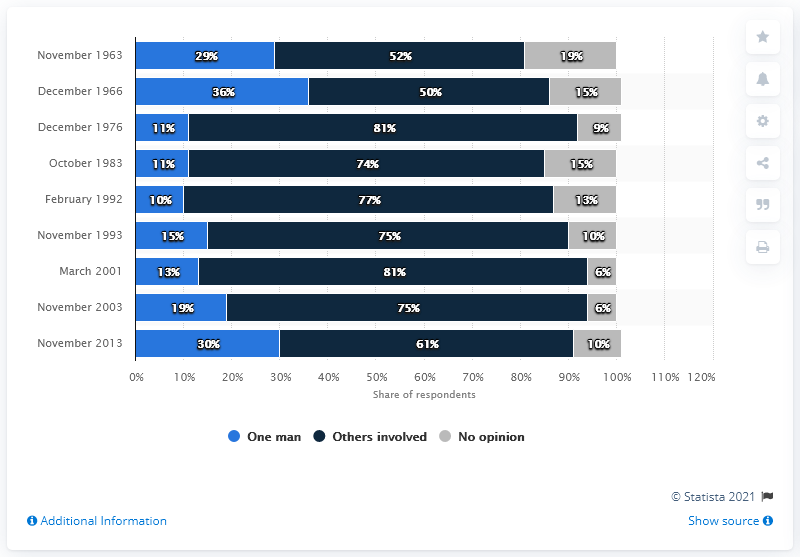 November 1963 29% 52% 19%
December 1966 36% 50% 15%
December 1976 11% 81% 9%
October 1983 11% 74% 15%
February 1992 10% 77% 13%
November 1993 15% 75% 10%
March 2001 13% 81% 6%
November 2003 19% 75% 6%
November 2013 30% 61% 10%
0% 10% 20% 30% 40% 50% 60% 70% 80% 90% 100% 110% 120%
Share of respondents
One man Others involved No opinion
© Statista 2021
Additional Information Show source